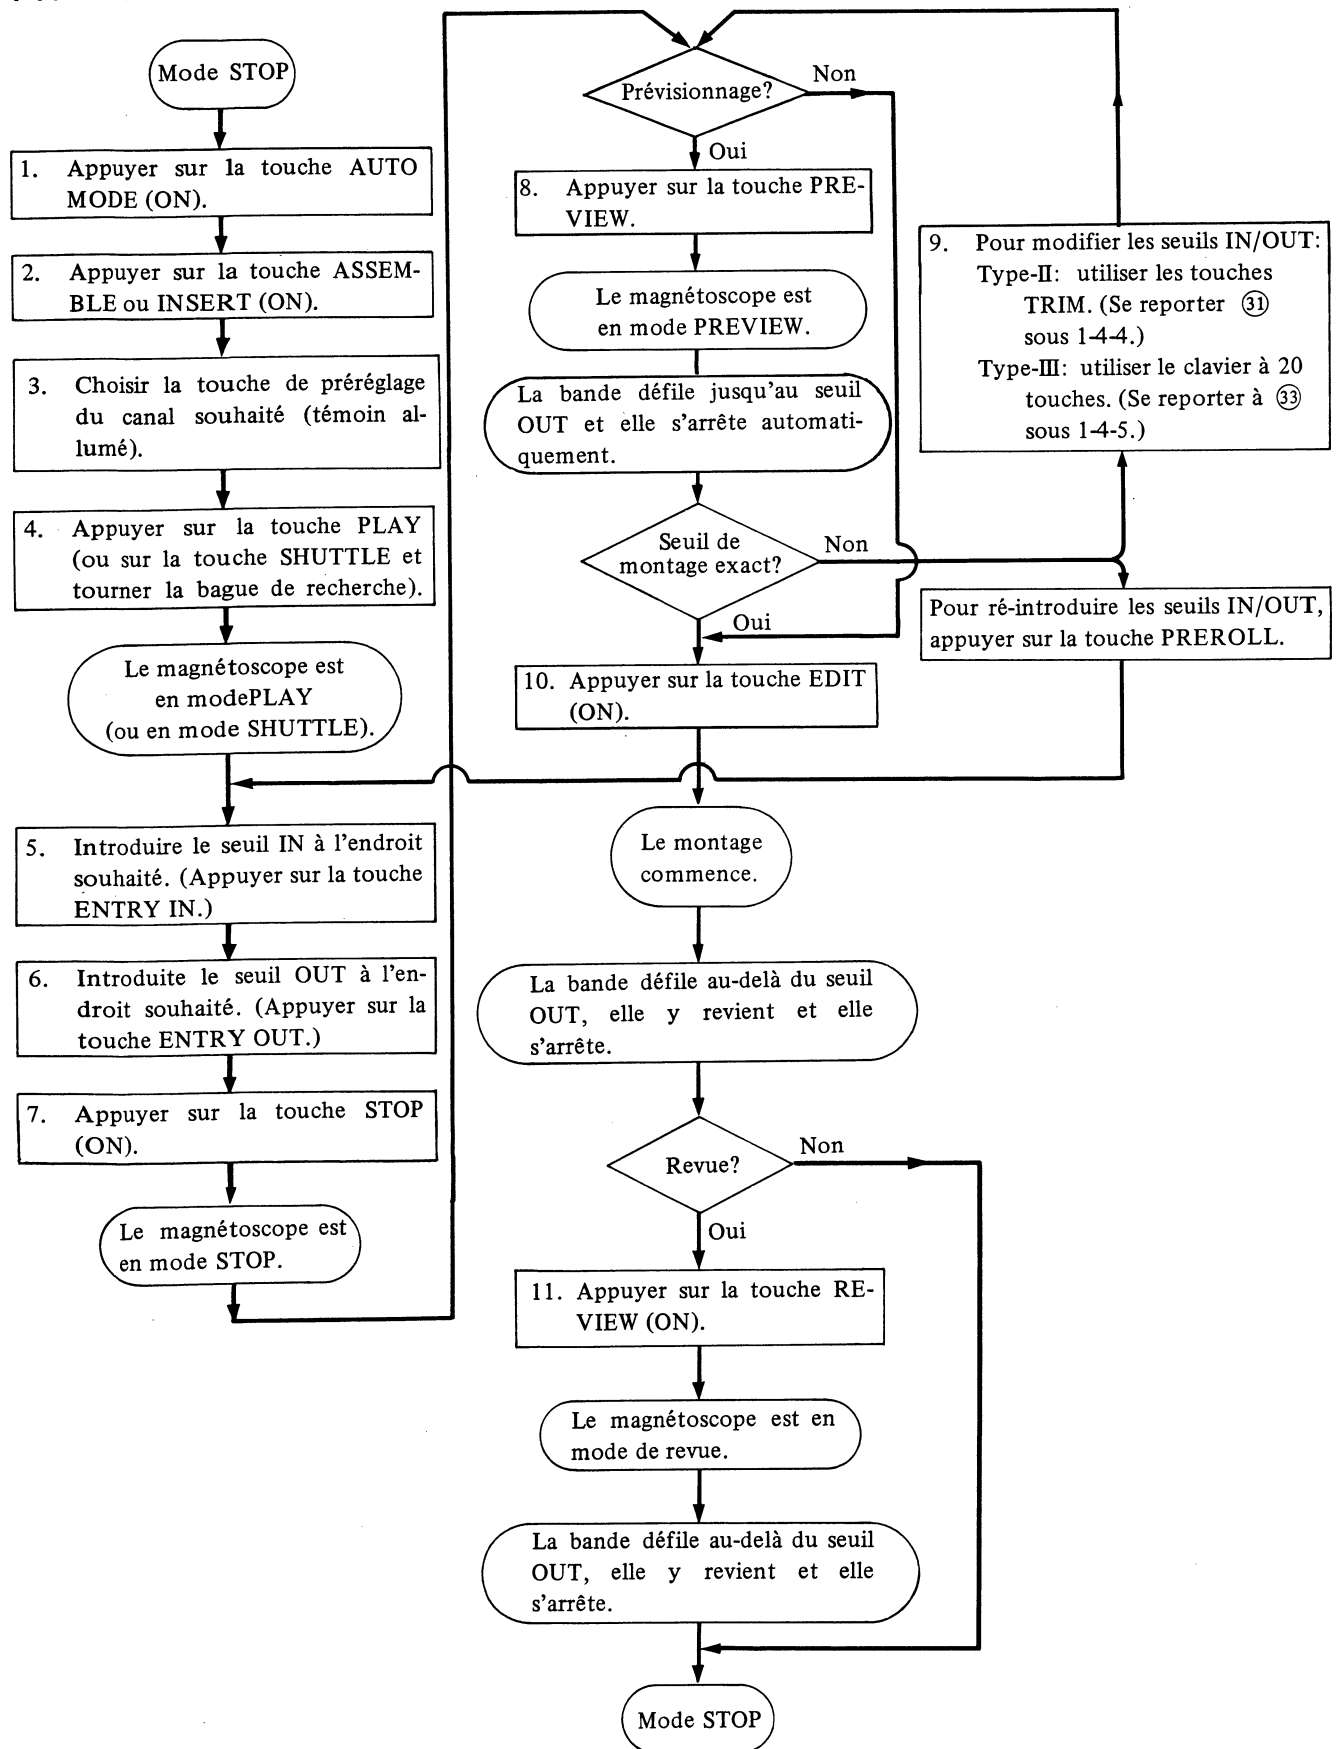 Mode STOP
1. Appuyer sur la touche AUTO
MODE (ON).
2. Appuyer sur la touche ASSEM-
BLE ou INSERT (ON).
3. Choisir la touche de préréglage
du canal souhaité (témoin al-
lumé).
4. Appuyer sur la touche PLAY
(ou sur la touche SHUTTLE et
tourner la bague de recherche).
Le magnétoscope est
en modePLAY
(ou en mode SHUTTLE).
5. Introduire le seuil IN à l'endroit
souhaité. (Appuyer sur la touche
ENTRY IN.)
6. Introduite le seuil OUT à l'en-
droit souhaité. (Appuyer sur la
touche ENTRY OUT.)
7. Appuyer sur la touche STOP
(ON).
Le magnétoscope est
en mode STOP.
Prévisionnage?
Non
Oui
8. Appuyer sur la touche PRE-
VIEW.
Le magnétoscope est
en mode PREVIEW.
La bande défile jusqu'au seuil
OUT et elle s'arrête automati-
quement.
Seuil de
montage exact?
Non
Oui
9. Pour modifier les seuils IN/OUT:
Type-II: utiliser les touches
TRIM. (Se reporter ㉛
sous 1-4-4.)
Type-III: utiliser le clavier à 20
touches. (Se reporter à ㉝
sous 1-4-5.)
Pour ré-introduire les seuils IN/OUT,
appuyer sur la touche PREROLL.
10. Appuyer sur la touche EDIT
(ON).
Le montage
commence.
La bande défile au-delà du seuil
OUT, elle y revient et elle
s'arrête.
Revue?
Non
Oui
11. Appuyer sur la touche RE-
VIEW (ON).
Le magnétoscope est en
mode de revue.
La bande défile au-delà du seuil
OUT, elle y revient et elle
s'arrête.
Mode STOP